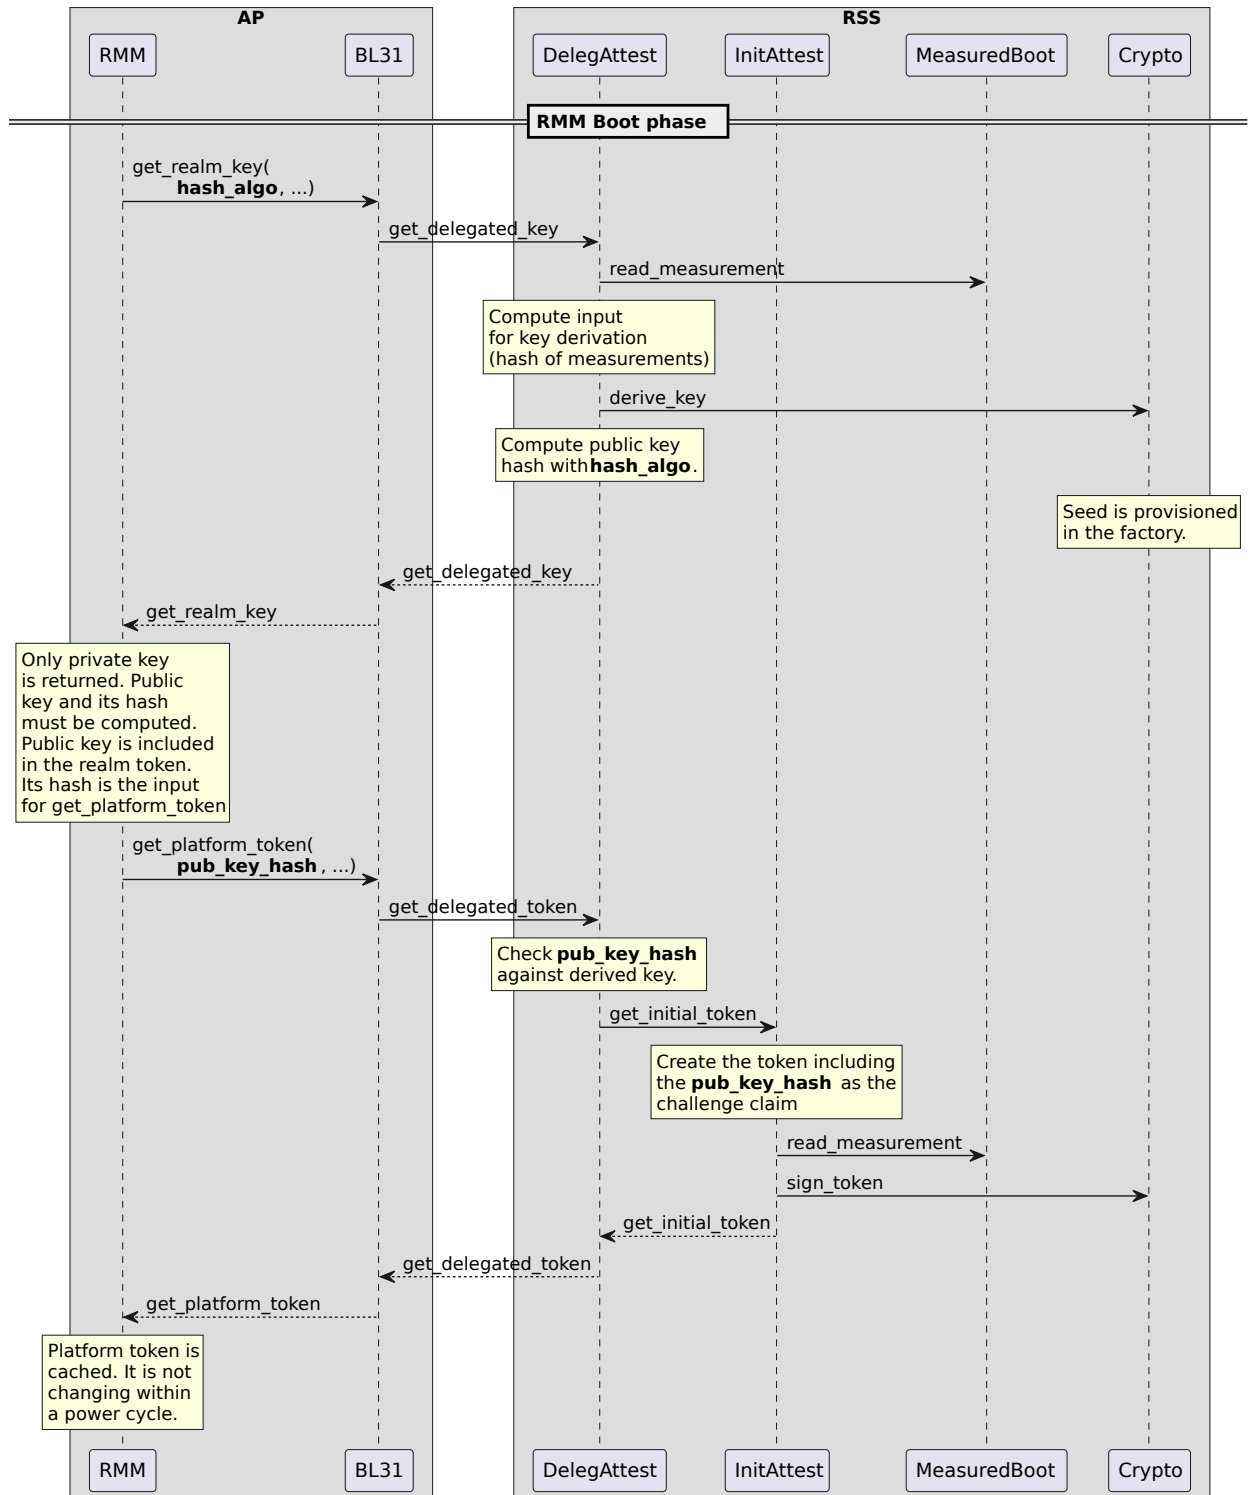 AP
RSS
RMM
BL31
DelegAttest
InitAttest
MeasuredBoot
Crypto
RMM Boot phase
get_realm_key(
hash_algo, ...)
get_delegated_key
read_measurement
Compute input
for key derivation
(hash of measurements)
derive_key
Compute public key
hash with hash_algo.
Seed is provisioned
in the factory.
get_delegated_key
get_realm_key
Only private key
is returned. Public
key and its hash
must be computed.
Public key is included
in the realm token.
Its hash is the input
for get_platform_token
get_platform_token(
pub_key_hash, ...)
get_delegated_token
Check pub_key_hash
against derived key.
get_initial_token
Create the token including
the pub_key_hash as the
challenge claim
read_measurement
sign_token
get_initial_token
get_delegated_token
get_platform_token
Platform token is
cached. It is not
changing within
a power cycle.
RMM
BL31
DelegAttest
InitAttest
MeasuredBoot
Crypto